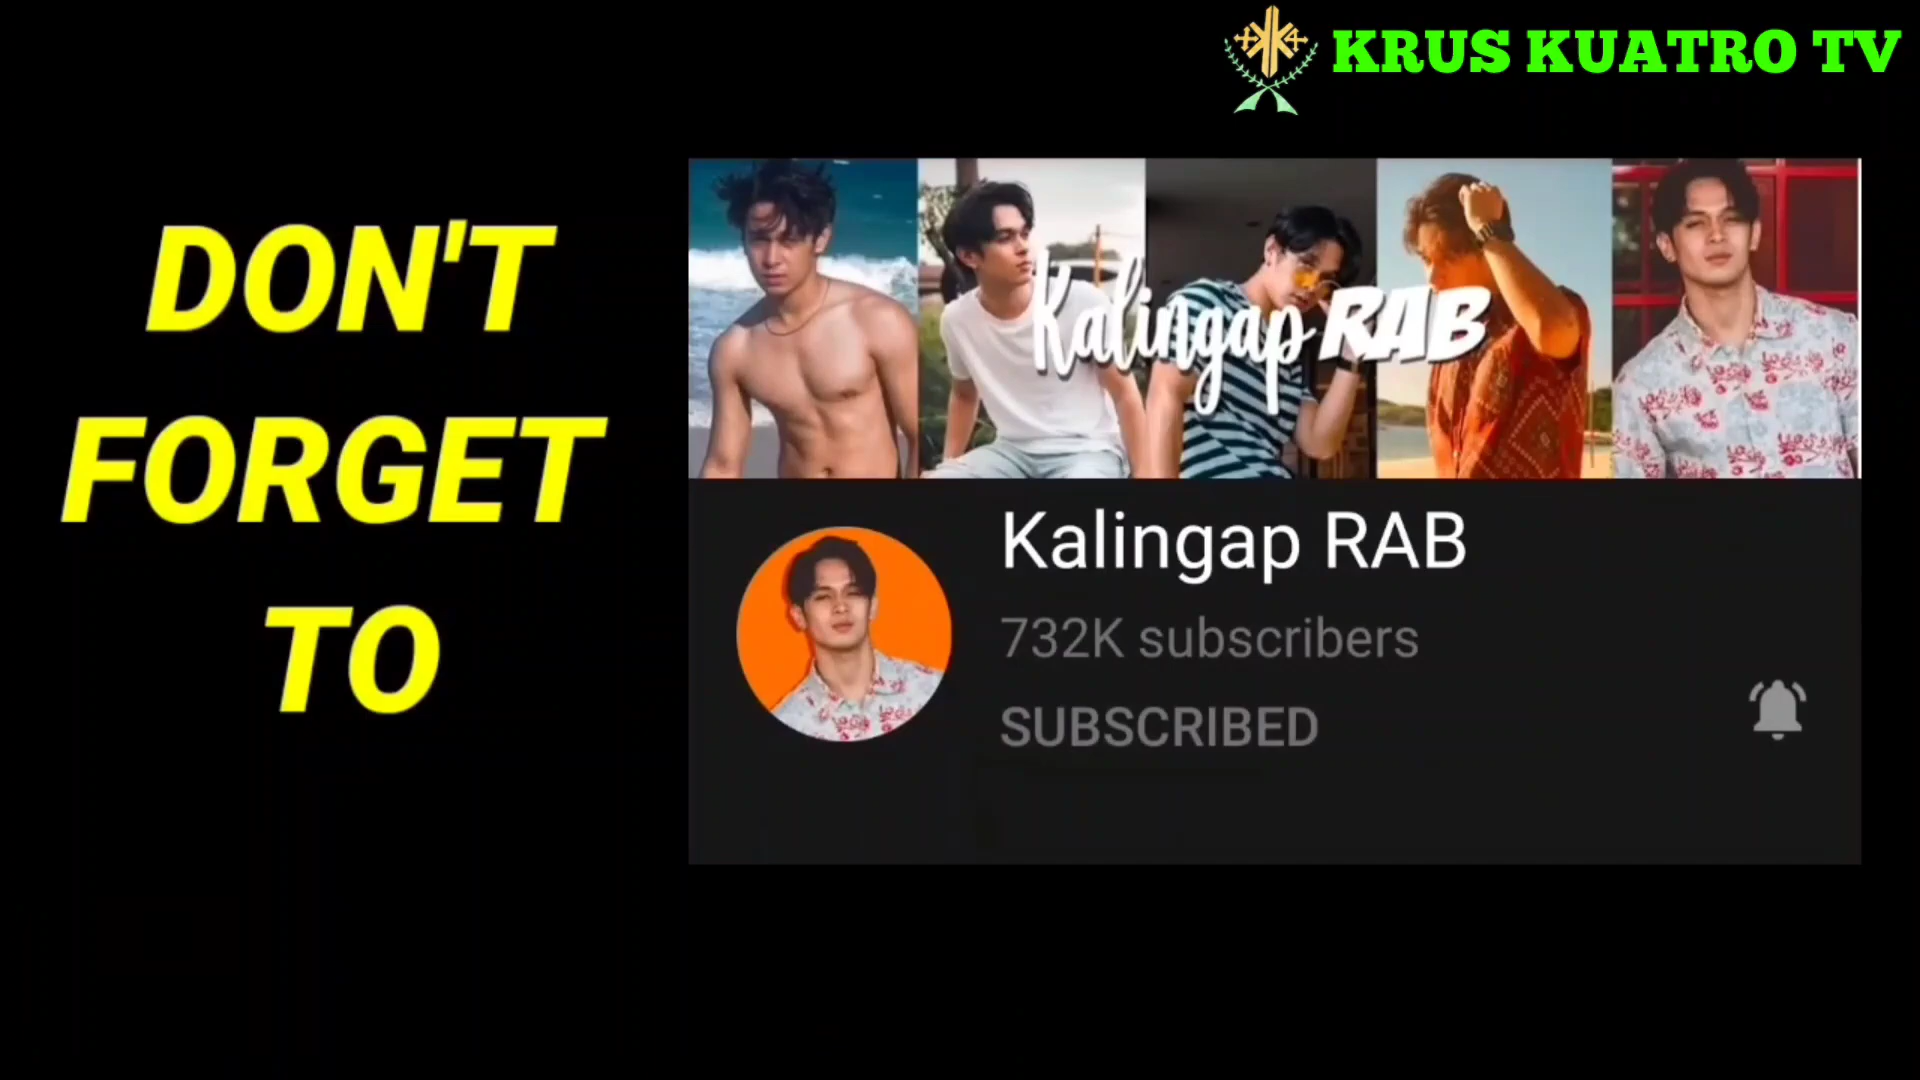 KRUS KUATRO TV
DON'T
FORGET
TO
Kalingap RAB
Kalingap RAB
732K subscribers
SUBSCRIBED